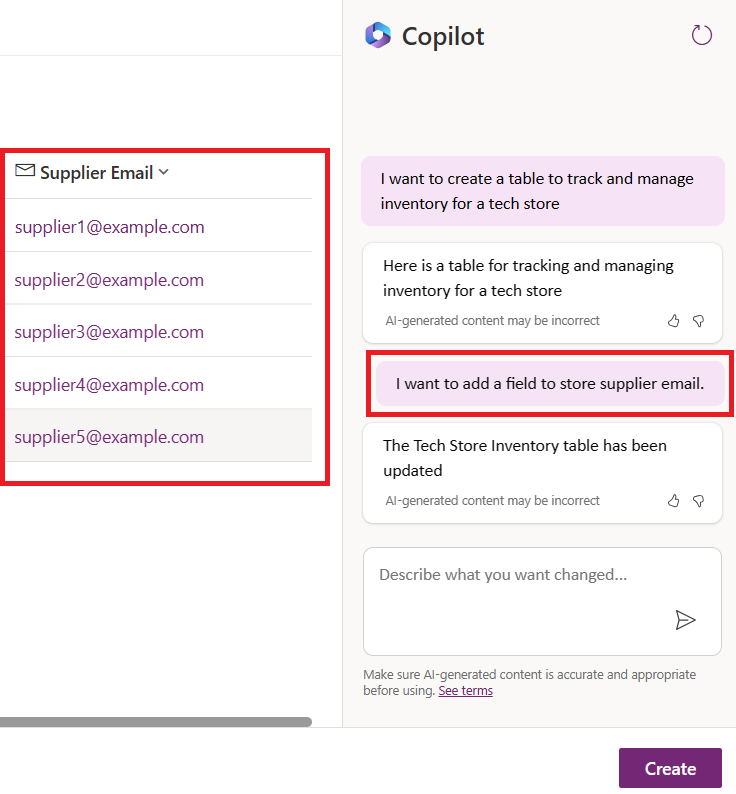 Supplier Email
supplier1@example.com
supplier2@example.com
supplier3@example.com
supplier4@example.com
supplier5@example.com
Copilot
I want to create a table to track and manage
inventory for a tech store
Here is a table for tracking and managing
inventory for a tech store
AI-generated content may be incorrect
I want to add a field to store supplier email.
The Tech Store Inventory table has been
updated
AI-generated content may be incorrect
Describe what you want changed...
Make sure AI-generated content is accurate and appropriate
before using. See terms
Create